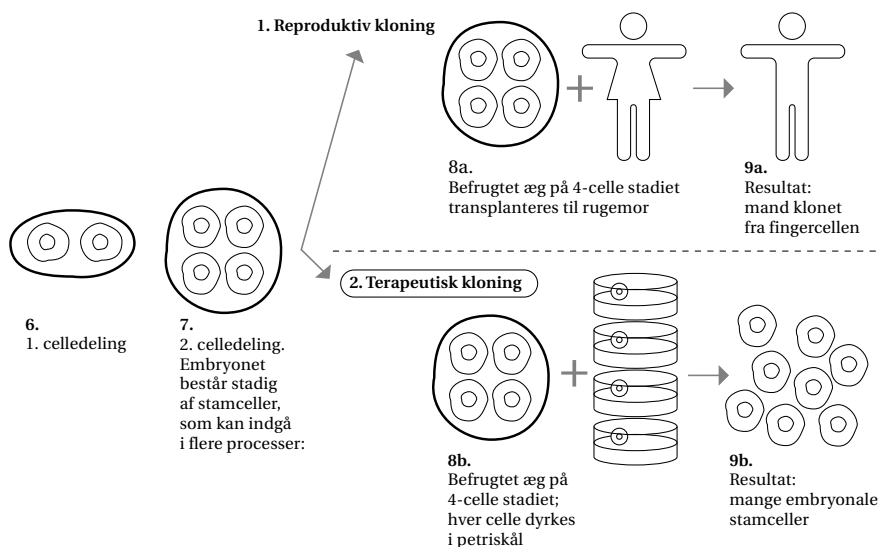 1. Reproduktiv kloning
8a.
Befrugtet æg på 4-celle stadiet
transplanteres til rugemor
9a.
Resultat:
mand klonet
fra fingercellen
6.
1. celledeling
7.
2. celledeling.
Embryonet
består stadig
af stamceller,
som kan indgå
i flere processer:
2. Terapeutisk kloning
8b.
Befrugtet æg på
4-celle stadiet;
hver celle dyrkes
i petriskål
9b.
Resultat:
mange embryonale
stamceller